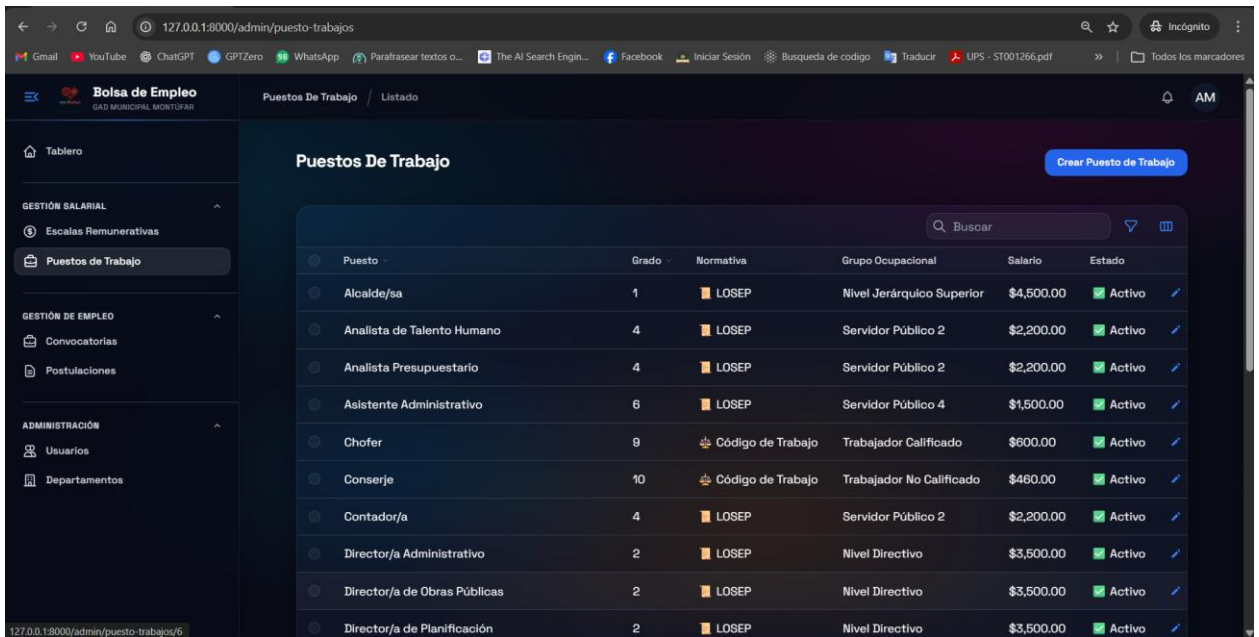 127.0.0.1:8000/admin/puesto-trabajos
Incógnito
Gmail YouTube ChatGPT GPTZero WhatsApp Parafrasear textos o... The AI Search Engin... Facebook Iniciar Sesión Busqueda de codigo Traducir UPS - ST001266.pdf » Todos los marcadores
Bolsa de Empleo
GAD MUNICIPAL MONTÚFAR
Puestos De Trabajo / Listado
AM
Tablero
GESTIÓN SALARIAL
Escalas Remunerativas
Puestos de Trabajo
GESTIÓN DE EMPLEO
Convocatorias
Postulaciones
ADMINISTRACIÓN
Usuarios
Departamentos
Puestos De Trabajo
Crear Puesto de Trabajo
Buscar
Puesto Grado Normativa Grupo Ocupacional Salario Estado
Alcalde/sa 1 LOSEP Nivel Jerárquico Superior $4,500.00 Activo
Analista de Talento Humano 4 LOSEP Servidor Público 2 $2,200.00 Activo
Analista Presupuestario 4 LOSEP Servidor Público 2 $2,200.00 Activo
Asistente Administrativo 6 LOSEP Servidor Público 4 $1,500.00 Activo
Chofer 9 Código de Trabajo Trabajador Calificado $600.00 Activo
Conserje 10 Código de Trabajo Trabajador No Calificado $460.00 Activo
Contador/a 4 LOSEP Servidor Público 2 $2,200.00 Activo
Director/a Administrativo 2 LOSEP Nivel Directivo $3,500.00 Activo
Director/a de Obras Públicas 2 LOSEP Nivel Directivo $3,500.00 Activo
Director/a de Planificación 2 LOSEP Nivel Directivo $3,500.00 Activo
127.0.0.1:8000/admin/puesto-trabajos/6